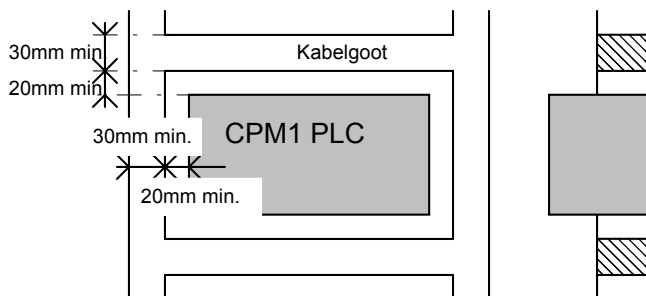 30mm min
Kabelgoot
20mm min
30mm min.
CPM1 PLC
20mm min.